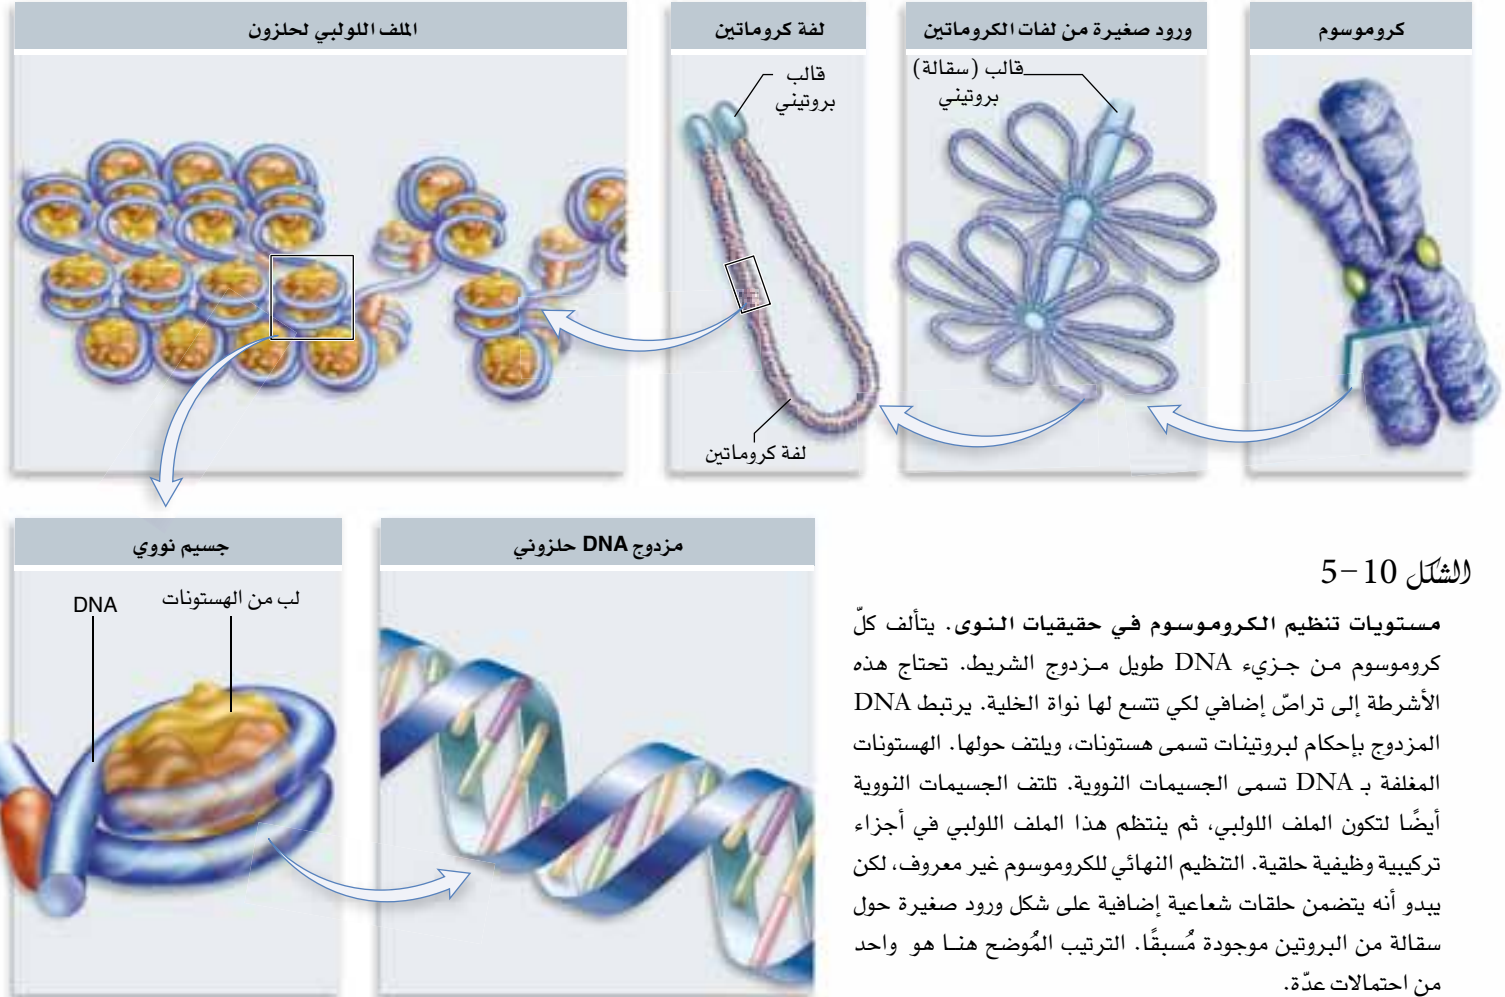 كروموسوم
ورود صغيرة من لفات الكروماتين
قالب (سقالة)
بروتيني
لفة كروماتين
قالب
بروتيني
لفة كروماتين
الملف اللولبي لحلزون
جسيم نووي
لب من الهستونات
DNA
مزدوج DNA حلزوني
الشكل 10–5
مستويات تنظيم الكروموسوم في حقيقيات النوى. يتألف كلّ
كروموسوم من جزيء DNA طويل مزدوج الشريط. تحتاج هذه
الأشرطة إلى تراصّ إضافي لكي تتسع لها نواة الخلية. يرتبط DNA
المزدوج بإحكام لبروتينات تسمى هستونات، ويلتف حولها. الهستونات
المغلفة بـ DNA تسمى الجسيمات النووية. تلتف الجسيمات النووية
أيضًا لتكون الملف اللولبي، ثم ينتظم هذا الملف اللولبي في أجزاء
تركيبية وظيفية حلقية. التنظيم النهائي للكروموسوم غير معروف، لكن
يبدو أنه يتضمن حلقات شعاعية إضافية على شكل ورود صغيرة حول
سقالة من البروتين موجودة مُسبقًا. الترتيب المُوضح هنا هو واحد
من احتمالات عدّة.